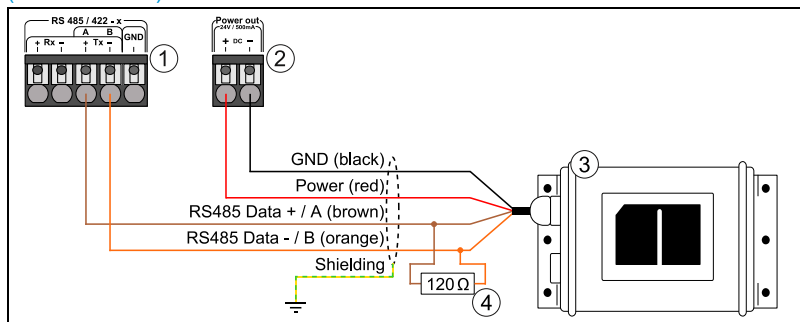 RS 485 / 422 - x
A B
+ Rx - + Tx - GND
1
Power out
24V / 500mA
+ DC -
2
GND (black)
Power (red)
RS485 Data + / A (brown)
RS485 Data - / B (orange)
Shielding
120 Ω
3
4